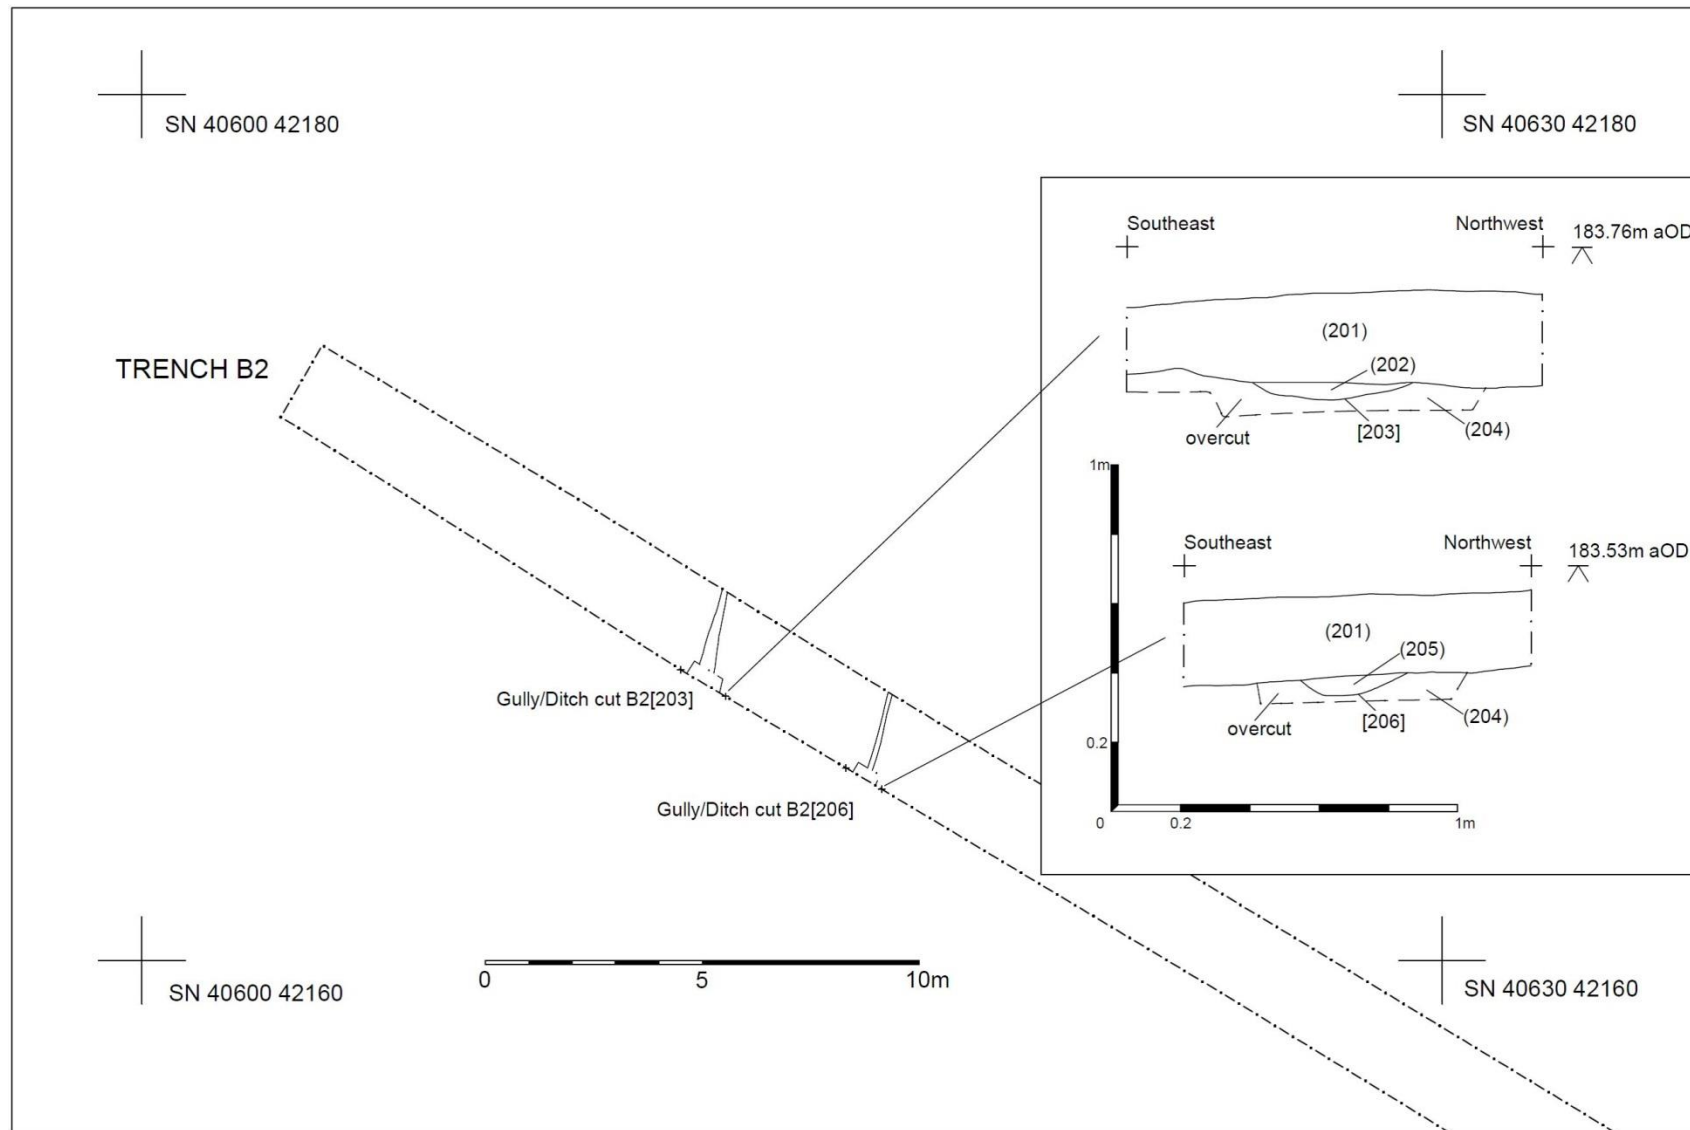 SN 40600 42180
SN 40630 42180
TRENCH B2
Southeast
Northwest
183.76m aOD
(201)
(202)
overcut
[203]
(204)
1m
0.2
0
0.2
1m
Southeast
Northwest
183.53m aOD
(201)
(205)
overcut
[206]
(204)
Gully/Ditch cut B2[203]
Gully/Ditch cut B2[206]
0
5
10m
SN 40600 42160
SN 40630 42160